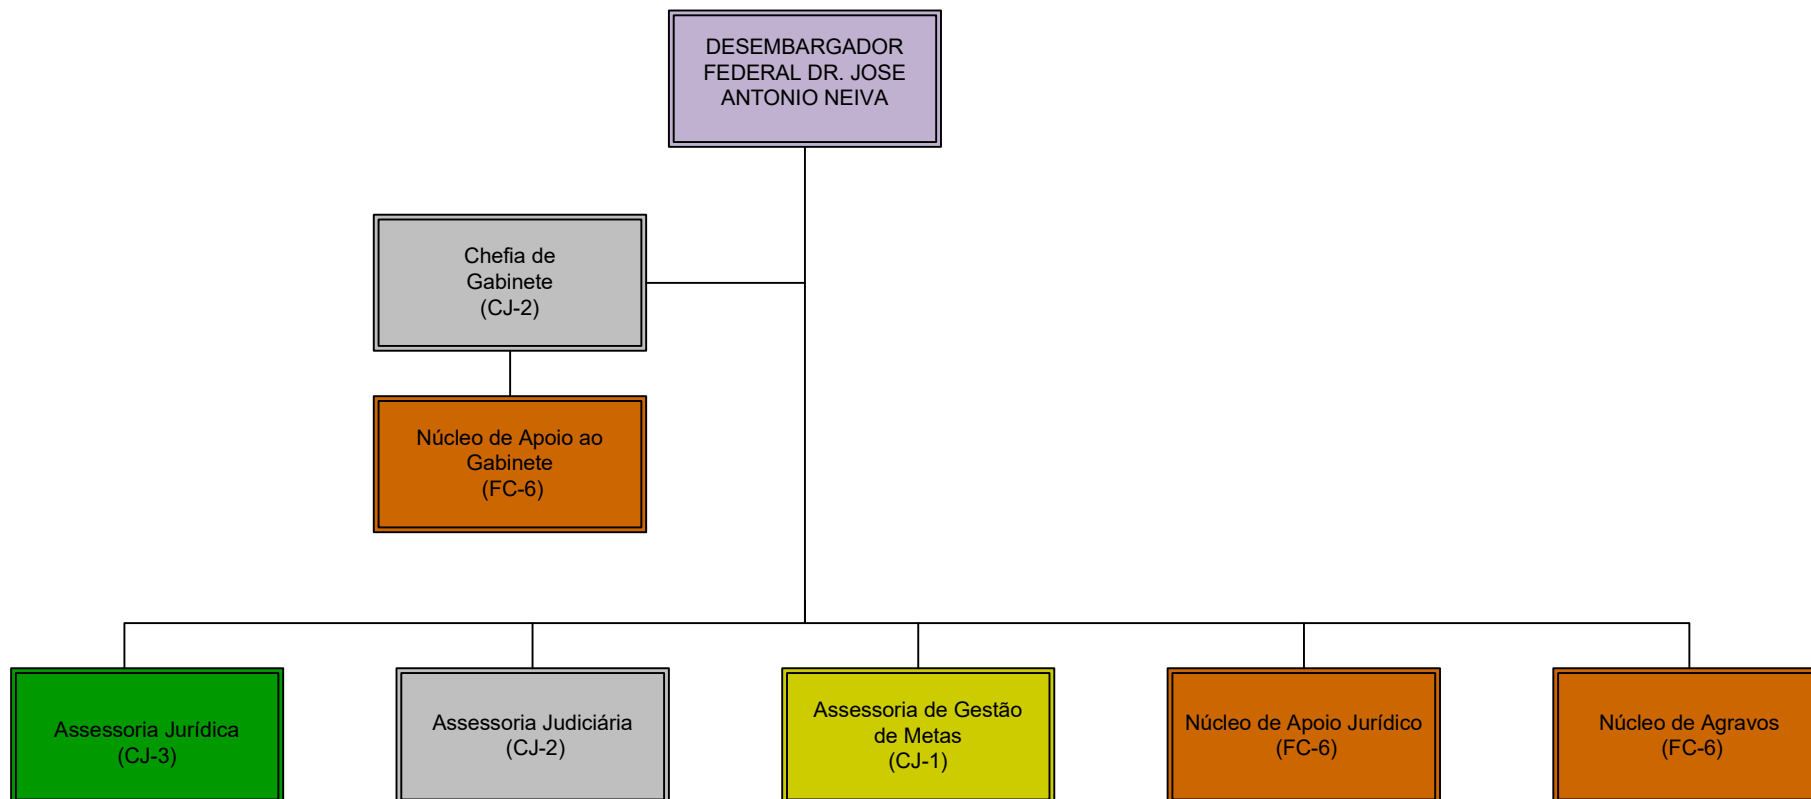 DESEMBARGADOR
FEDERAL DR. JOSE
ANTONIO NEIVA
Chefia de
Gabinete
(CJ-2)
Núcleo de Apoio ao
Gabinete
(FC-6)
Assessoria Jurídica
(CJ-3)
Assessoria Judiciária
(CJ-2)
Assessoria de Gestão
de Metas
(CJ-1)
Núcleo de Apoio Jurídico
(FC-6)
Núcleo de Agravos
(FC-6)